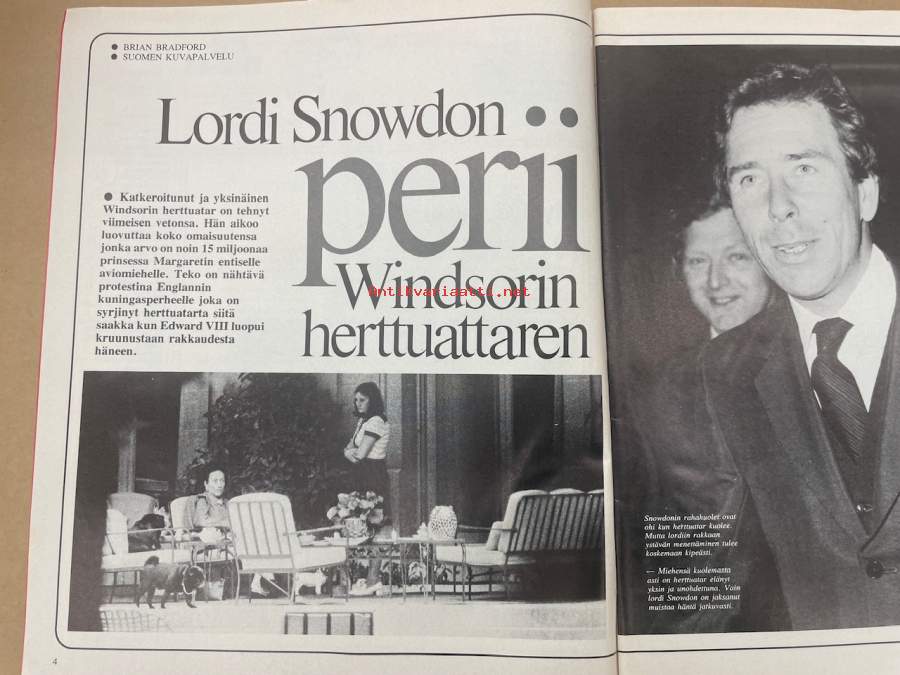 ● BRIAN BRADFORD
● SUOMEN KUVAPALVELU
Lordi Snowdon
perii
Windsorin
herttuattaren
● Katkeroitunut ja yksinäinen
Windsorin herttuatar on tehnyt
viimeisen vetonsa. Hän aikoo
luovuttaa koko omaisuutensa
jonka arvo on noin 15 miljoonaa
prinsessa Margaretin entiselle
aviomiehelle. Teko on nähtävä
protestina Englannin
kuningasperheelle joka on
syrjinyt herttuatarta siitä
saakka kun Edward VIII luopui
kruunustaan rakkaudesta
häneen.
antikvariaatti.net
Snowdonin rahahuolet ovat
ohi kun herttuatar kuolee.
Mutta lordiin rakkaan
ystävän menettäminen tulee
koskemaan kipeästi.
— Miehensä kuolemasta
asti on herttuatar elänyt
yksin ja unohdettuna. Vain
lordi Snowdon on jaksanut
muistaa häntä jatkuvasti.
4